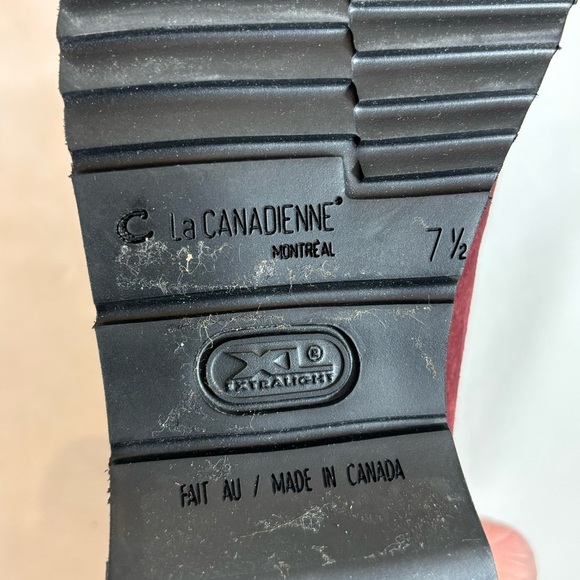 C La CANADIENNE®
MONTRÉAL
7 ½
XL®
EXTRALIGHT
FAIT AU / MADE IN CANADA